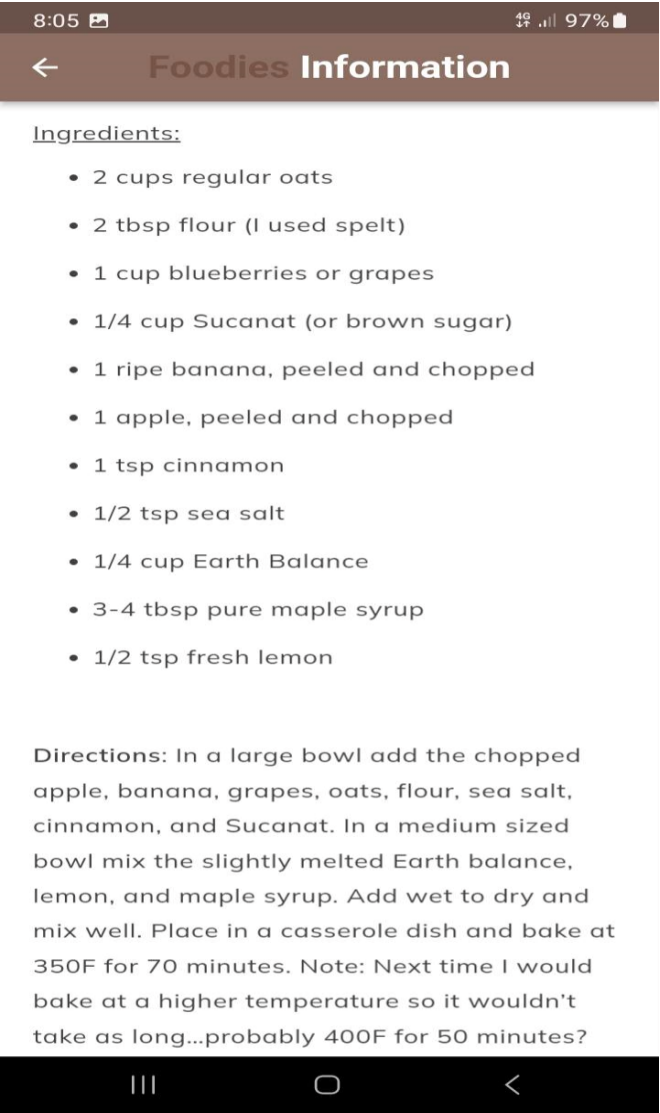 8:05 4G 97%
Foodies Information
Ingredients:
• 2 cups regular oats
• 2 tbsp flour (I used spelt)
• 1 cup blueberries or grapes
• 1/4 cup Sucanat (or brown sugar)
• 1 ripe banana, peeled and chopped
• 1 apple, peeled and chopped
• 1 tsp cinnamon
• 1/2 tsp sea salt
• 1/4 cup Earth Balance
• 3-4 tbsp pure maple syrup
• 1/2 tsp fresh lemon
Directions: In a large bowl add the chopped
apple, banana, grapes, oats, flour, sea salt,
cinnamon, and Sucanat. In a medium sized
bowl mix the slightly melted Earth balance,
lemon, and maple syrup. Add wet to dry and
mix well. Place in a casserole dish and bake at
350F for 70 minutes. Note: Next time I would
bake at a higher temperature so it wouldn't
take as long...probably 400F for 50 minutes?